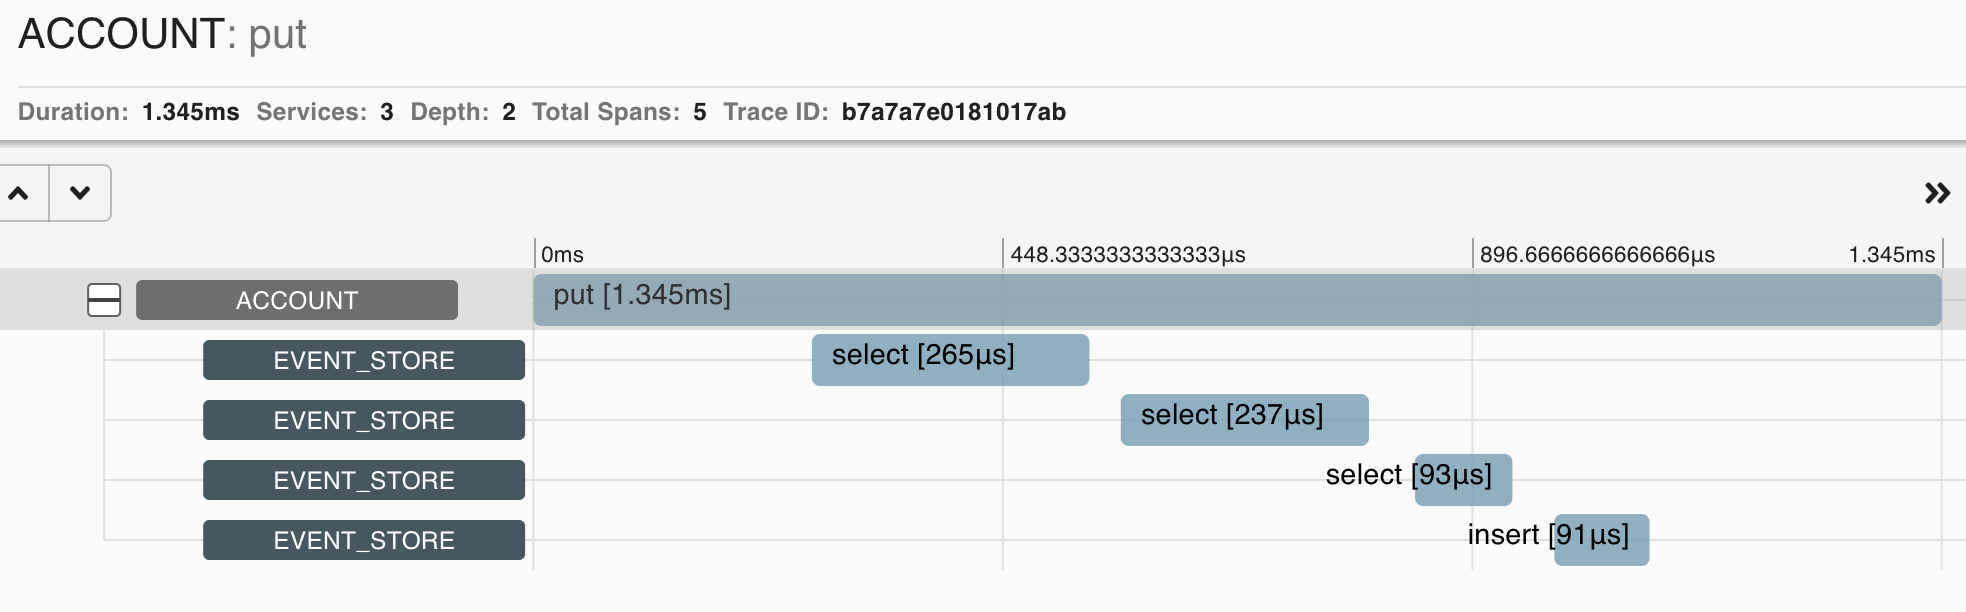 ACCOUNT: put
Duration: 1.345ms Services: 3 Depth: 2 Total Spans: 5 Trace ID: b7a7a7e0181017ab
0ms 448.3333333333333μs 896.6666666666666μs 1.345ms
ACCOUNT put [1.345ms]
EVENT_STORE select [265μs]
EVENT_STORE select [237μs]
EVENT_STORE select [93μs]
EVENT_STORE insert [91μs]